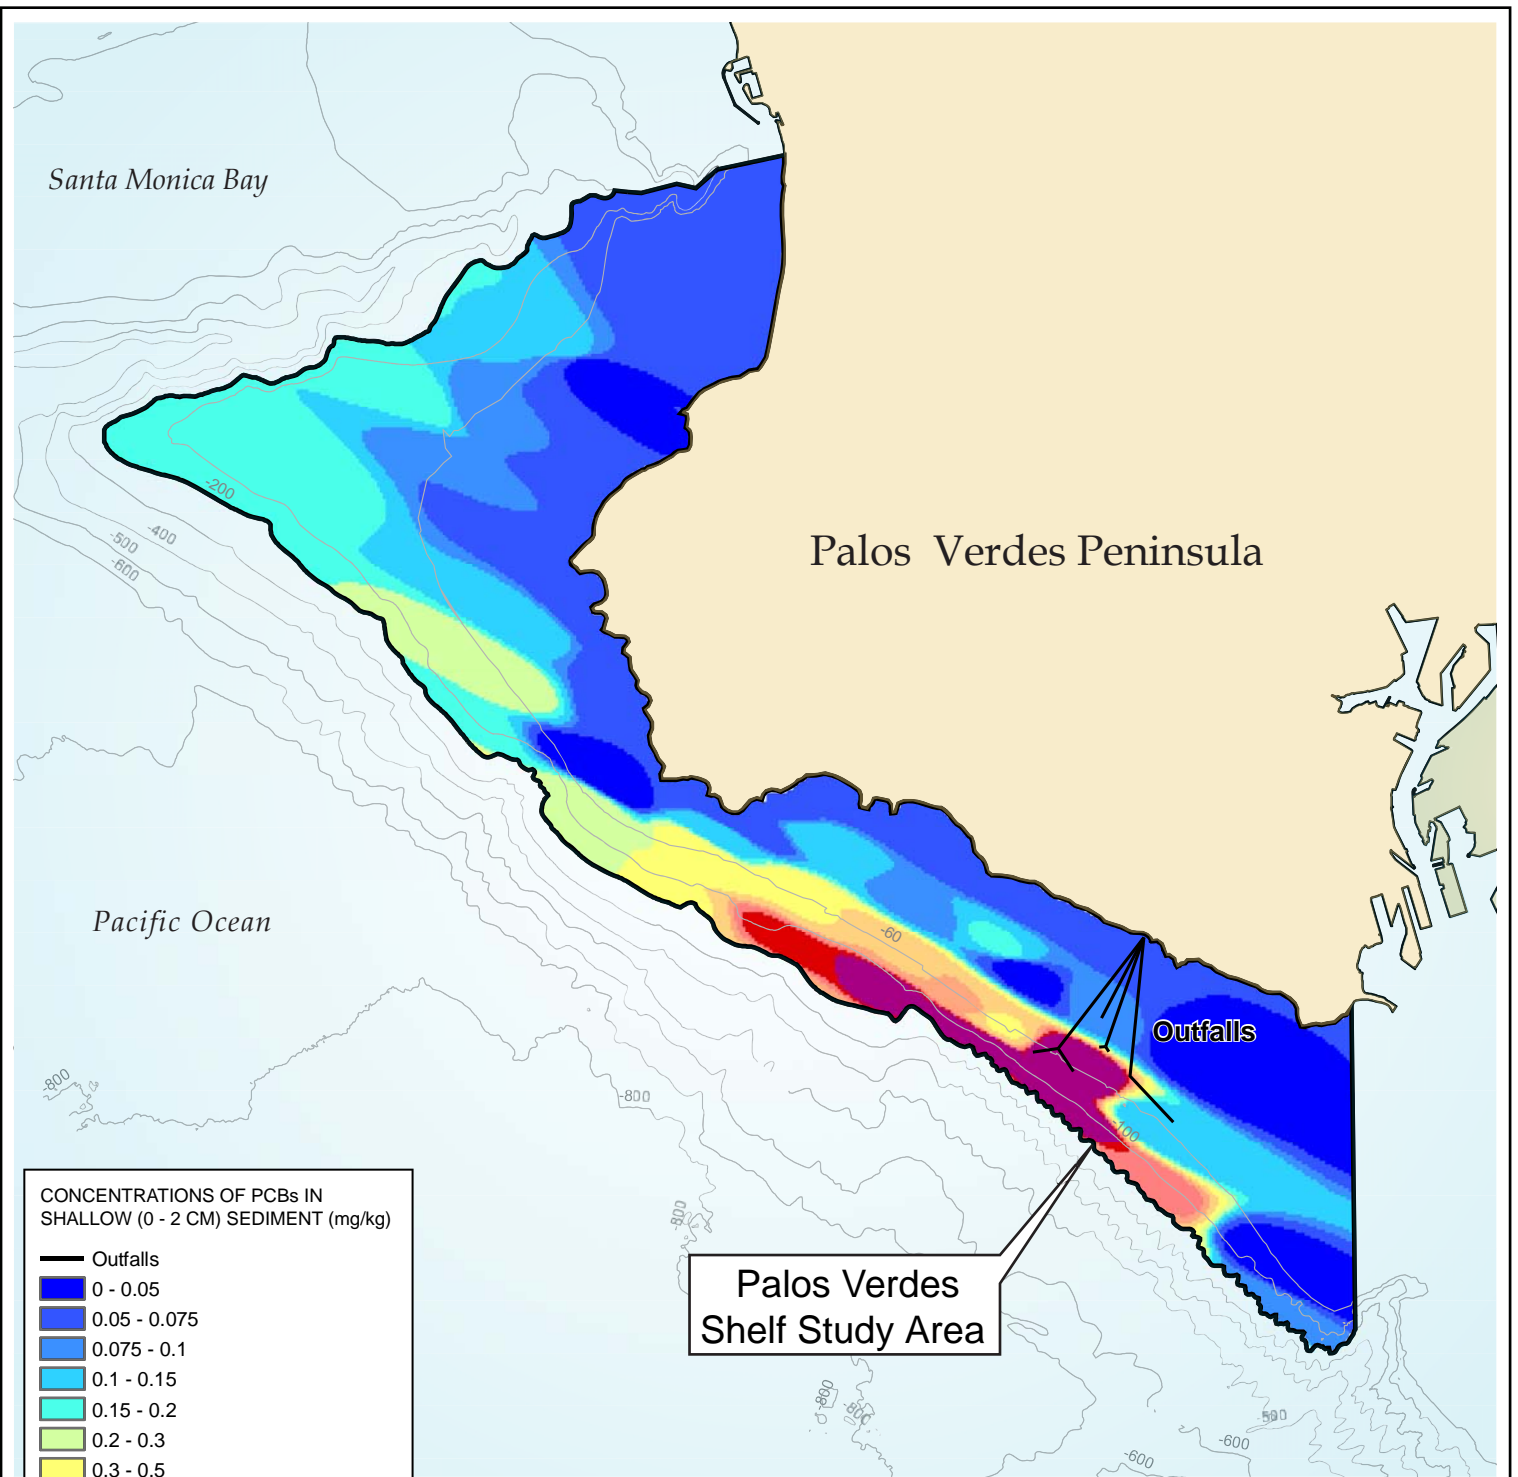 Santa Monica Bay
Palos Verdes Peninsula
-200
-400
-500
-600
Pacific Ocean
-60
Outfalls
-800
-800
-100
-800
Palos Verdes
Shelf Study Area
-800
-800
-500
-600
-600
CONCENTRATIONS OF PCBs IN
SHALLOW (0 - 2 CM) SEDIMENT (mg/kg)
Outfalls
0 - 0.05
0.05 - 0.075
0.075 - 0.1
0.1 - 0.15
0.15 - 0.2
0.2 - 0.3
0.3 - 0.5